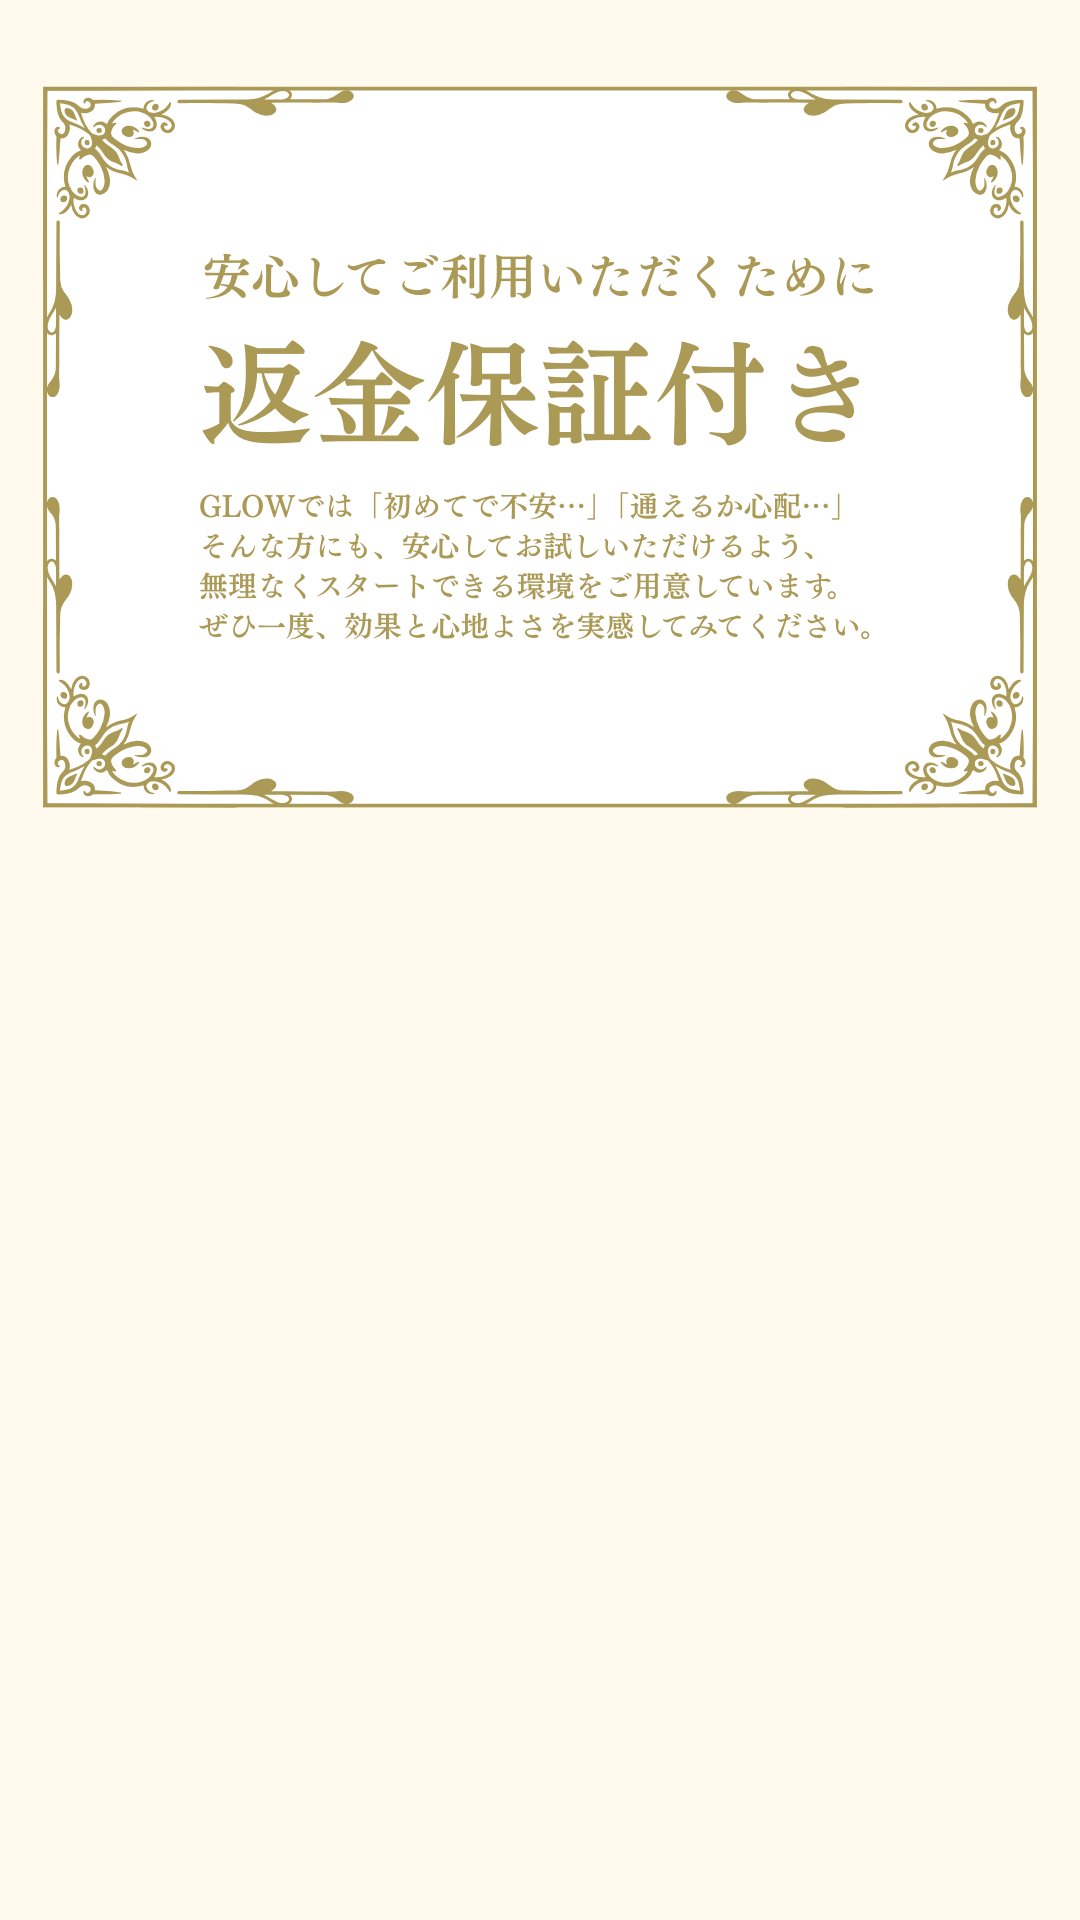 安心してご利用いただくために
返金保証付き
GLOWでは「初めてで不安…」「通えるか心配…」
そんな方にも、安心してお試しいただけるよう、
無理なくスタートできる環境をご用意しています。
ぜひ一度、効果と心地よさを実感してみてください。